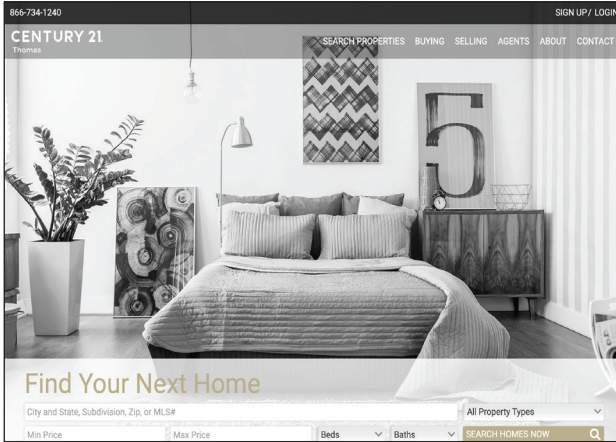 866-734-1240 SIGN UP/ LOGIN
CENTURY 21
Thomas
SEARCH PROPERTIES BUYING SELLING AGENTS ABOUT CONTACT
5
Find Your Next Home
City and State, Subdivision, Zip, or MLS# All Property Types
Min Price Max Price Beds Baths SEARCH HOMES NOW